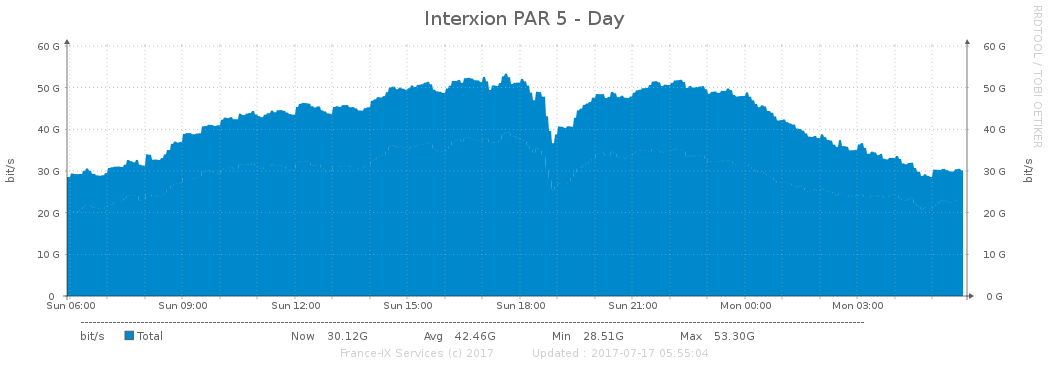 Interxion PAR 5 - Day
RRDTOOL / TOBI OETIKER
60 G 60 G
50 G 50 G
40 G 40 G
30 G 30 G
20 G 20 G
10 G 10 G
0 0 G
bit/s
bit/s
Sun 06:00 Sun 09:00 Sun 12:00 Sun 15:00 Sun 18:00 Sun 21:00 Mon 00:00 Mon 03:00
bit/s Total Now 30.12G Avg 42.46G Min 28.51G Max 53.30G
France-IX Services (c) 2017 Updated : 2017-07-17 05:55:04